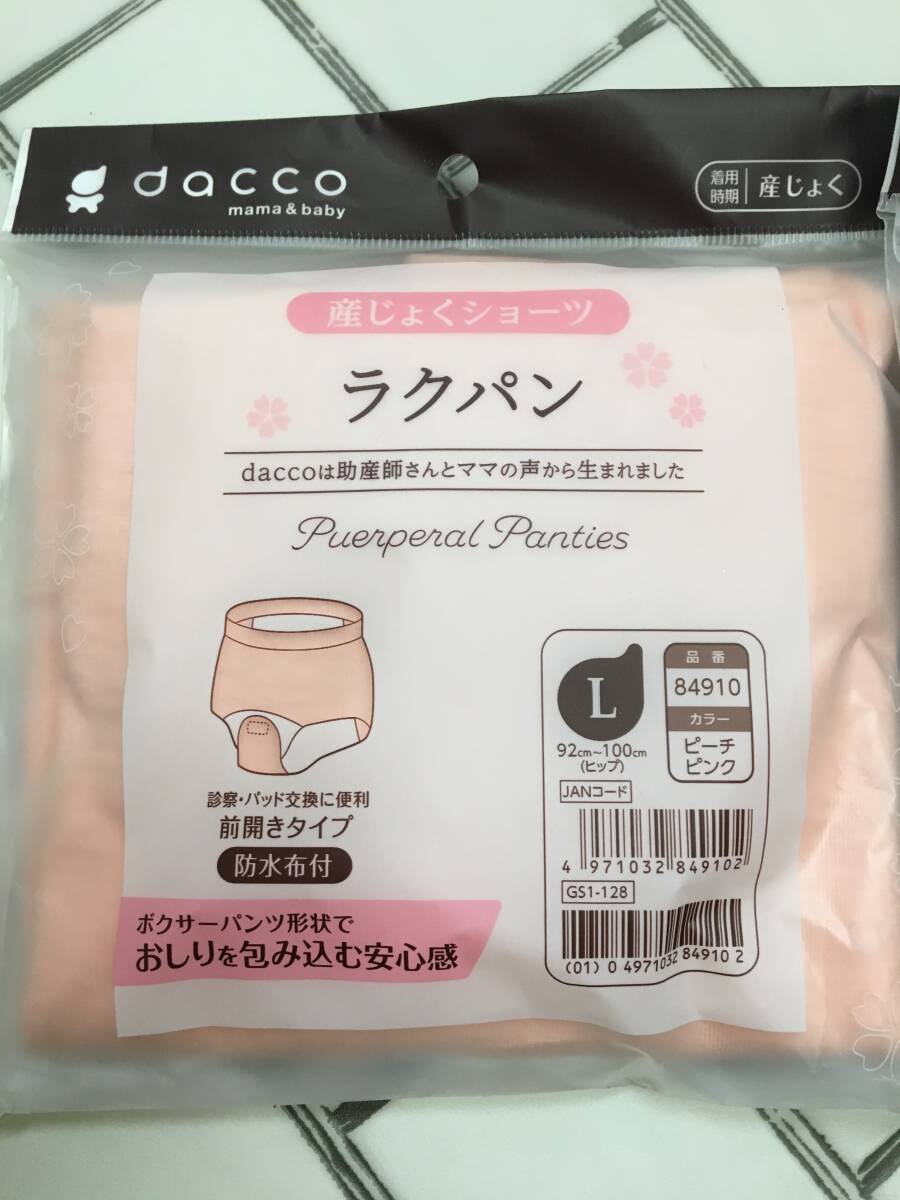 dacco
mama & baby
着用
時期
産じょく
産じょくショーツ
ラクパン
daccoは助産師さんとママの声から生まれました
Puerperal Panties
診察・パッド交換に便利
前開きタイプ
防水布付
ボクサーパンツ形状で
おしりを包み込む安心感
L
92cm~100cm
(ヒップ)
品番
84910
カラー
ピーチ
ピンク
JANコード
4 971032 849102
GS1-128
(01) 0 4971032 84910 2